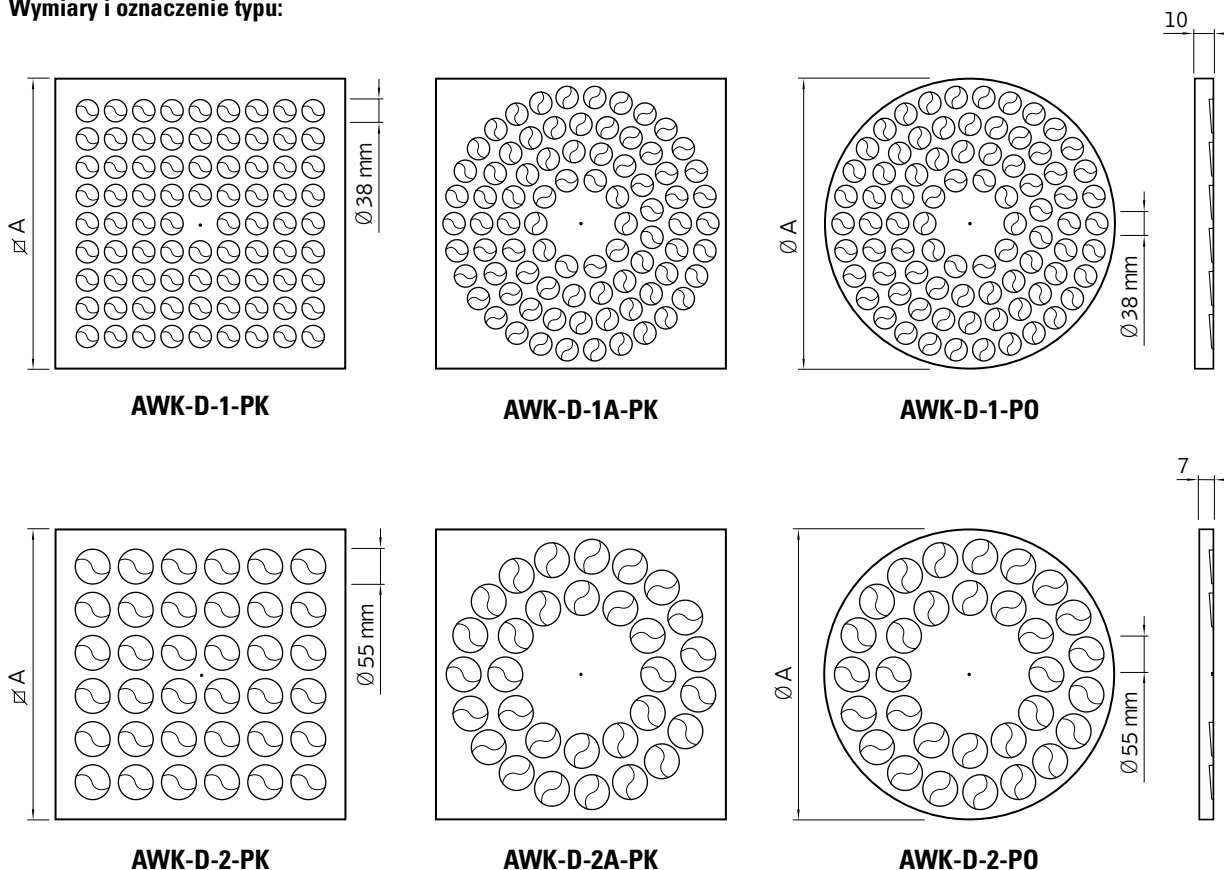 Wymiary i oznaczenie typu:
10
⌀ 38 mm
Ø A
⌀ 38 mm
AWK-D-1-PK
AWK-D-1A-PK
AWK-D-1-PO
7
A
Ø 55 mm
Ø A
Ø 55 mm
AWK-D-2-PK
AWK-D-2A-PK
AWK-D-2-PO